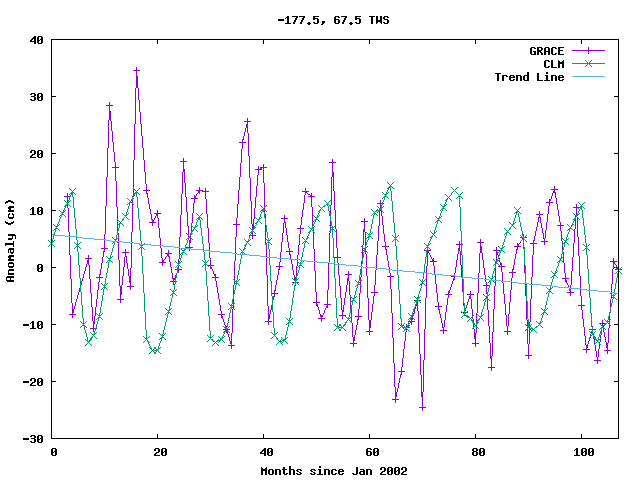 -177.5, 67.5 TWS
40
30
20
10
0
-10
-20
-30
Anomaly (cm)
GRACE
CLM
Trend Line
0 20 40 60 80 100
Months since Jan 2002